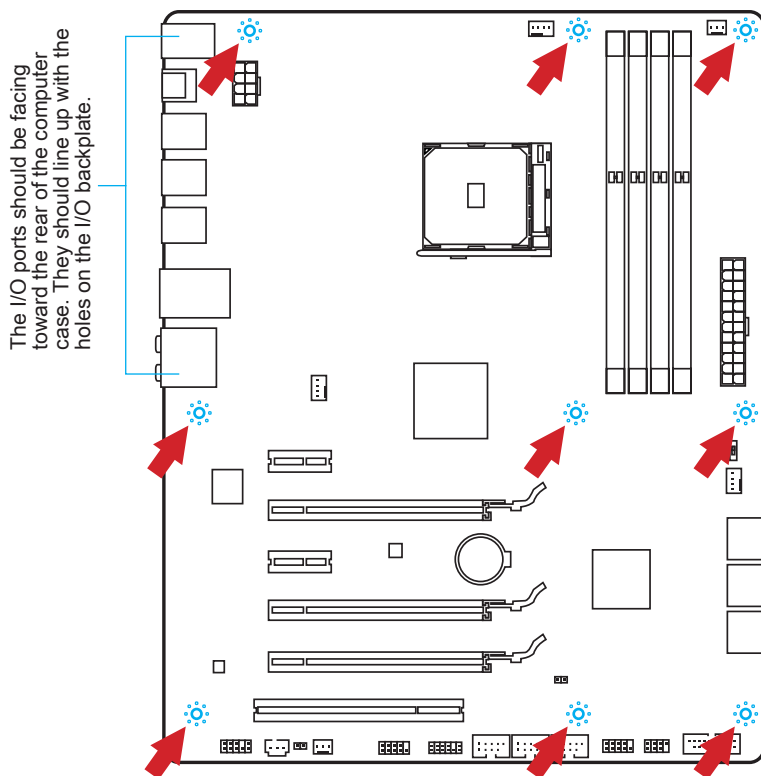 The I/O ports should be facing
toward the rear of the computer
case. They should line up with the
holes on the I/O backplate.